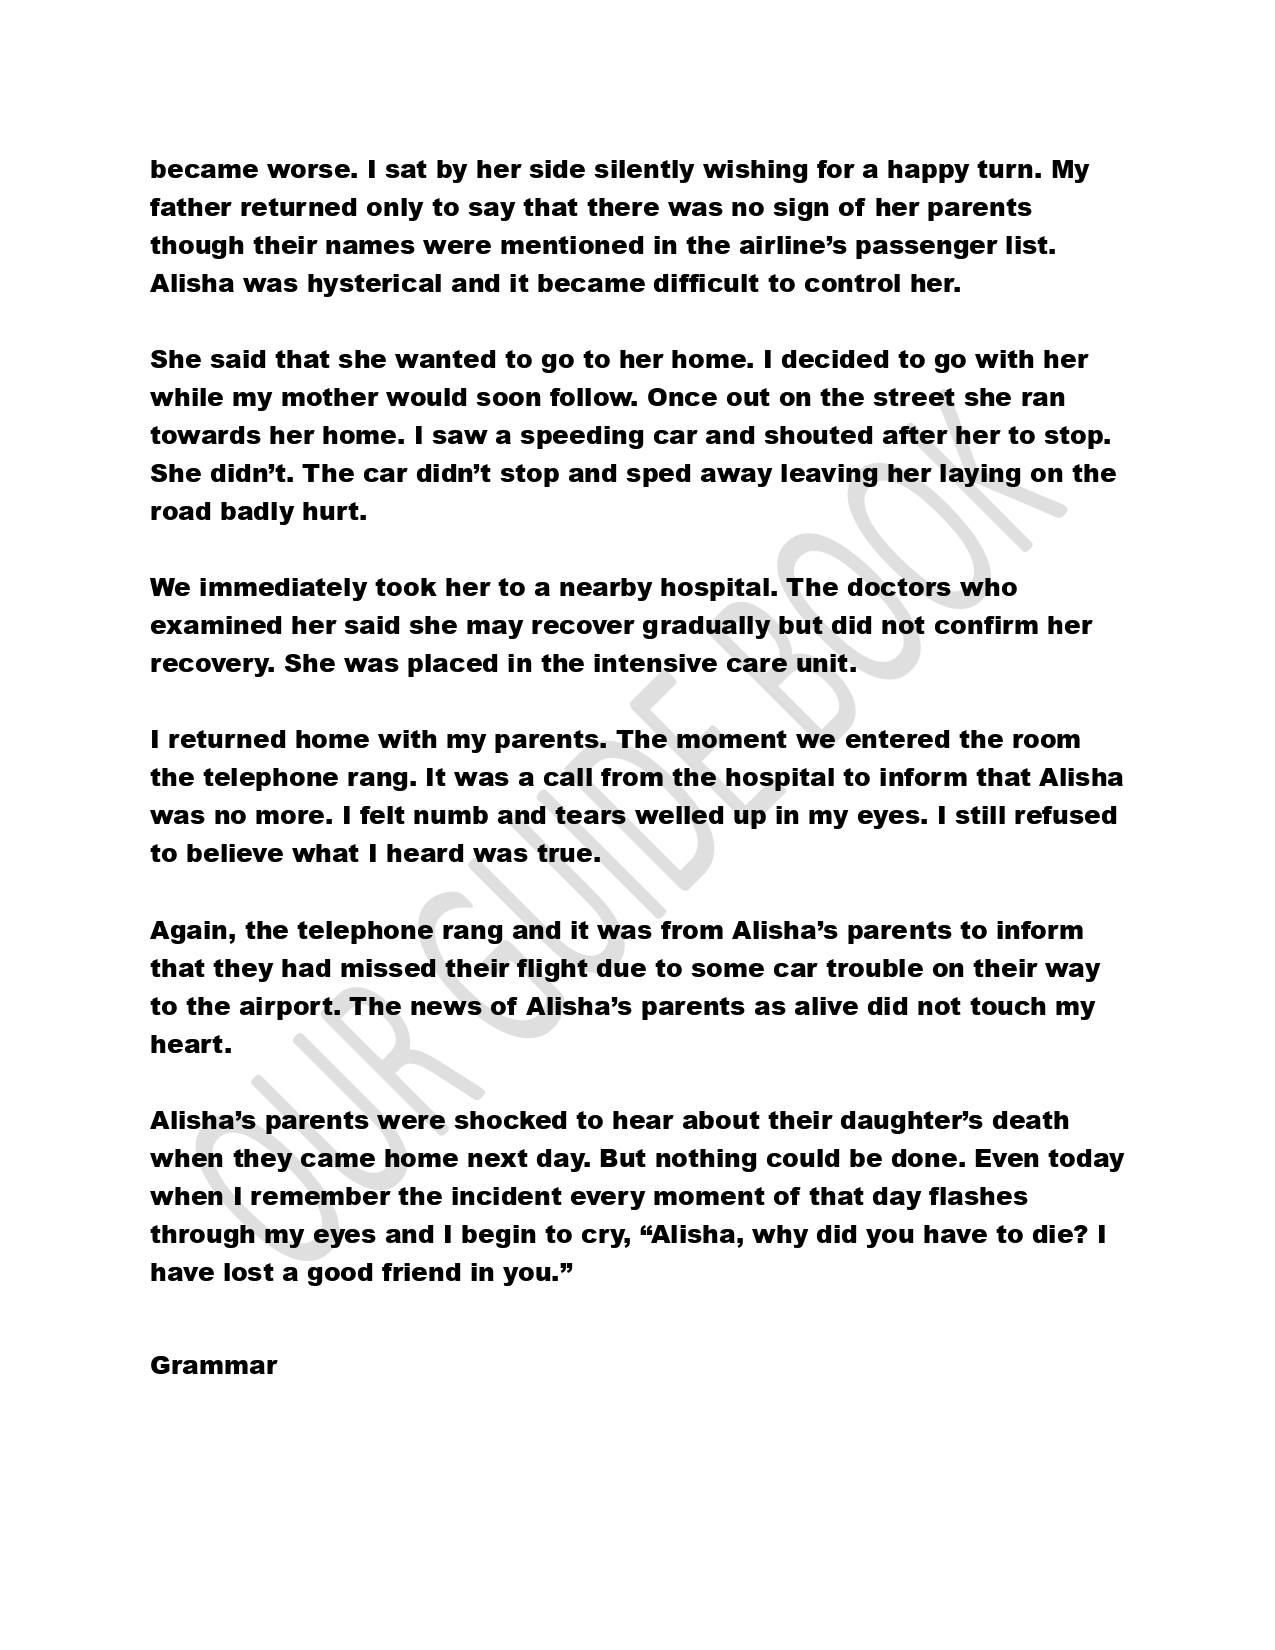 became worse. I sat by her side silently wishing for a happy turn. My
father returned only to say that there was no sign of her parents
though their names were mentioned in the airline’s passenger list.
Alisha was hysterical and it became difficult to control her.
She said that she wanted to go to her home. I decided to go with her
while my mother would soon follow. Once out on the street she ran
towards her home. I saw a speeding car and shouted after her to stop.
She didn’t. The car didn’t stop and sped away leaving her laying on the
road badly hurt.
We immediately took her to a nearby hospital. The doctors who
examined her said she may recover gradually but did not confirm her
recovery. She was placed in the intensive care unit.
I returned home with my parents. The moment we entered the room
the telephone rang. It was a call from the hospital to inform that Alisha
was no more. I felt numb and tears welled up in my eyes. I still refused
to believe what I heard was true.
Again, the telephone rang and it was from Alisha’s parents to inform
that they had missed their flight due to some car trouble on their way
to the airport. The news of Alisha’s parents as alive did not touch my
heart.
Alisha’s parents were shocked to hear about their daughter’s death
when they came home next day. But nothing could be done. Even today
when I remember the incident every moment of that day flashes
through my eyes and I begin to cry, “Alisha, why did you have to die? I
have lost a good friend in you.”
Grammar
OUR GUIDE BOOK